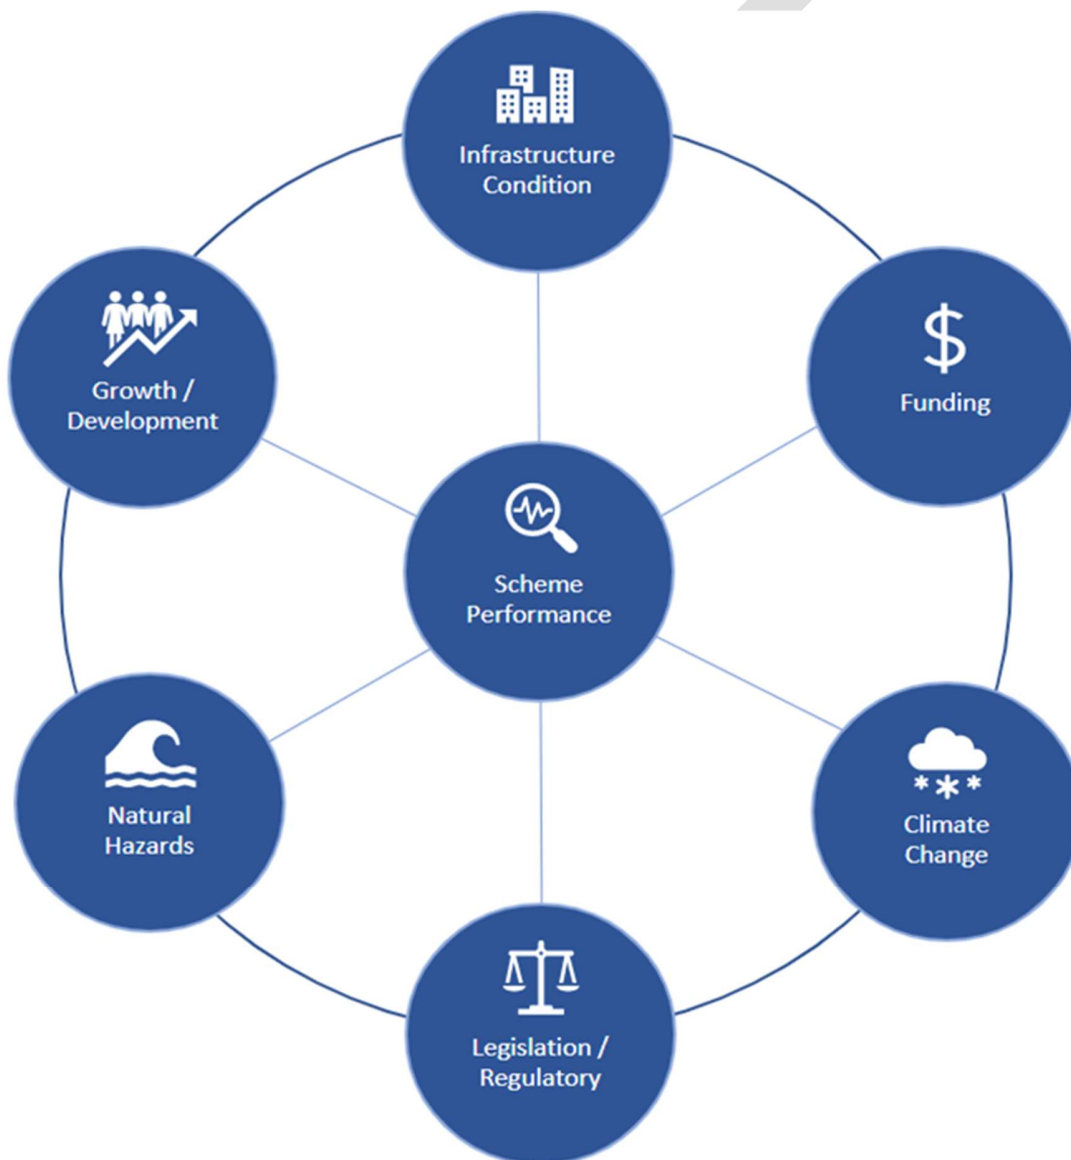 Infrastructure
Condition
Funding
Growth /
Development
Scheme
Performance
Natural
Hazards
Climate
Change
Legislation /
Regulatory